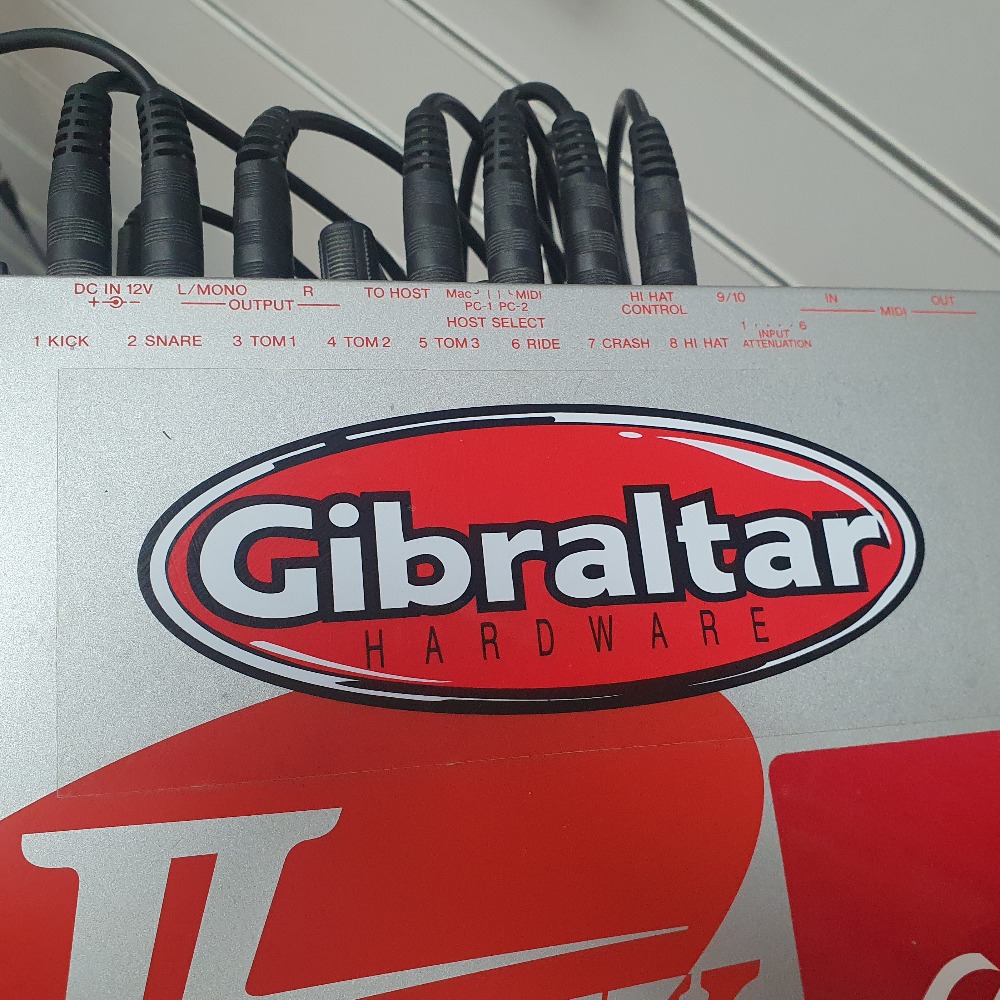 DC IN 12V L/MONO R TO HOST Mac MIDI HI HAT 9/10 IN OUT
OUTPUT PC-1 PC-2 CONTROL MIDI
HOST SELECT 1 6
INPUT
1 KICK 2 SNARE 3 TOM 1 4 TOM 2 5 TOM 3 6 RIDE 7 CRASH 8 HI HAT ATTENUATION
Gibraltar
HARDWARE